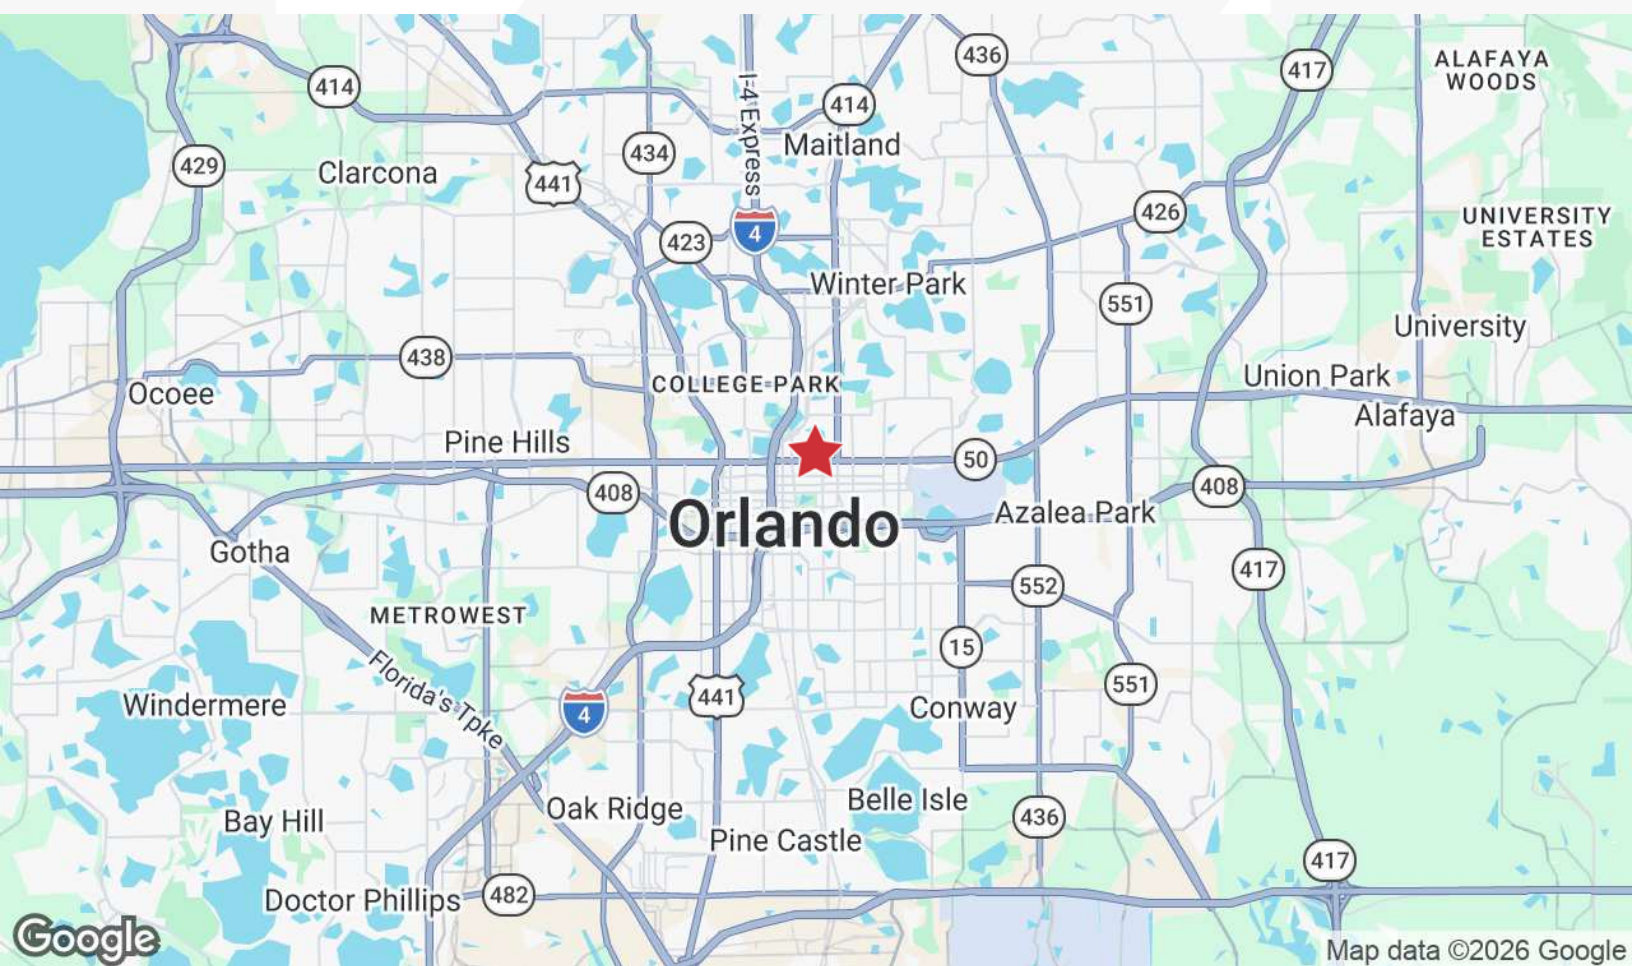 436
417
ALAFAYA
WOODS
414
I-4 Express
414
434
Maitland
429
Clarcona
441
426
423
4
UNIVERSITY
ESTATES
Winter Park
551
University
438
COLLEGE PARK
Union Park
Ocoee
Alafaya
Pine Hills
50
408
408
Orlando
Azalea Park
Gotha
417
552
METROWEST
15
Florida's Tpke
441
551
Windermere
4
Conway
Belle Isle
Oak Ridge
436
Bay Hill
Pine Castle
417
Doctor Phillips
482
Google
Map data ©2026 Google